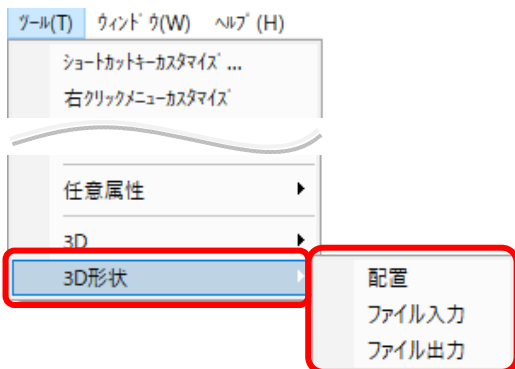 ﾂｰﾙ(T) ｳｨﾝﾄﾞｳ(W) ﾍﾙﾌﾟ(H)
ｼｮｰﾄｶｯﾄｷｰｶｽﾀﾏｲｽﾞ...
右ｸﾘｯｸﾒﾆｭｰｶｽﾀﾏｲｽﾞ
任意属性
3D
3D形状
配置
ﾌｧｲﾙ入力
ﾌｧｲﾙ出力